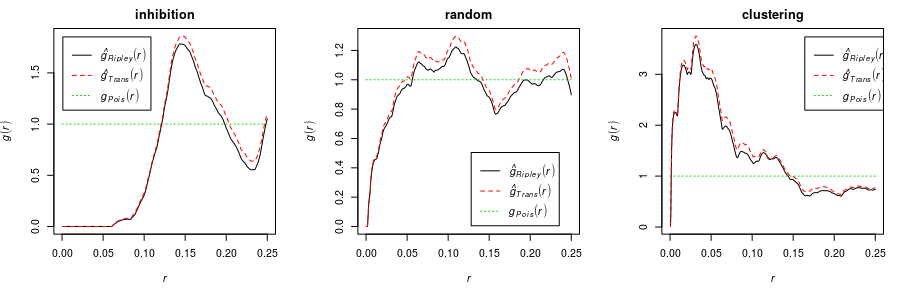 inhibition
g(r)
1.5
1.0
0.5
0.0
ĝRipley(r)
ĝTrans(r)
gPois(r)
0.00 0.05 0.10 0.15 0.20 0.25
r
random
g(r)
1.2
1.0
0.8
0.6
0.4
0.2
0.0
ĝRipley(r)
ĝTrans(r)
gPois(r)
0.00 0.05 0.10 0.15 0.20 0.25
r
clustering
g(r)
3
2
1
0
ĝRipley(r
ĝTrans(r)
gPois(r)
0.00 0.05 0.10 0.15 0.20 0.25
r